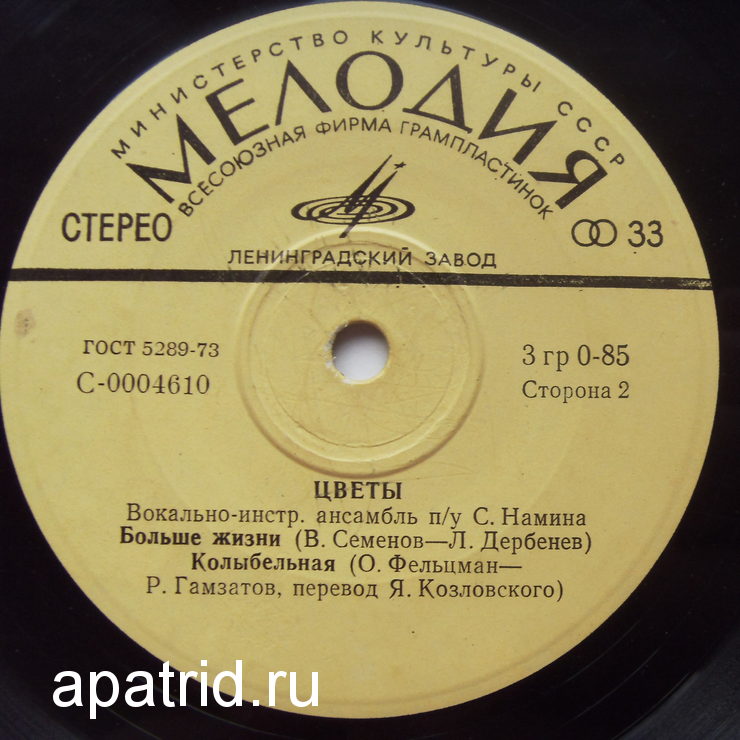 МИНИСТЕРСТВО КУЛЬТУРЫ СССР
МЕЛОДИЯ
ВСЕСОЮЗНАЯ ФИРМА ГРАМПЛАСТИНОК
СТЕРЕО
33
ЛЕНИНГРАДСКИЙ ЗАВОД
ГОСТ 5289-73
3 гр 0-85
С-0004610
Сторона 2
ЦВЕТЫ
Вокально-инстр. ансамбль п/у С. Намина
Больше жизни (В. Семенов—Л. Дербенев)
Колыбельная (О. Фельцман—
Р. Гамзатов, перевод Я. Козловского)
apatrid.ru